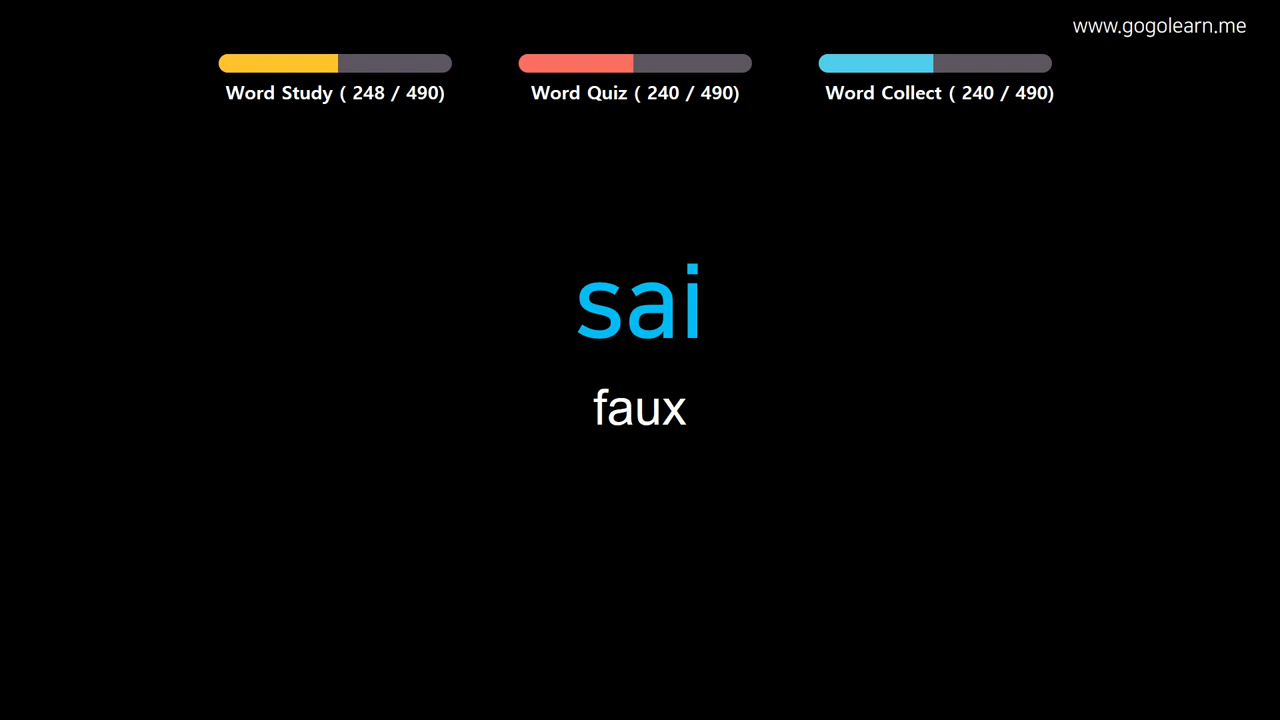 www.gogolearn.me
Word Study ( 248 / 490)
Word Quiz ( 240 / 490)
Word Collect ( 240 / 490)
sai
faux